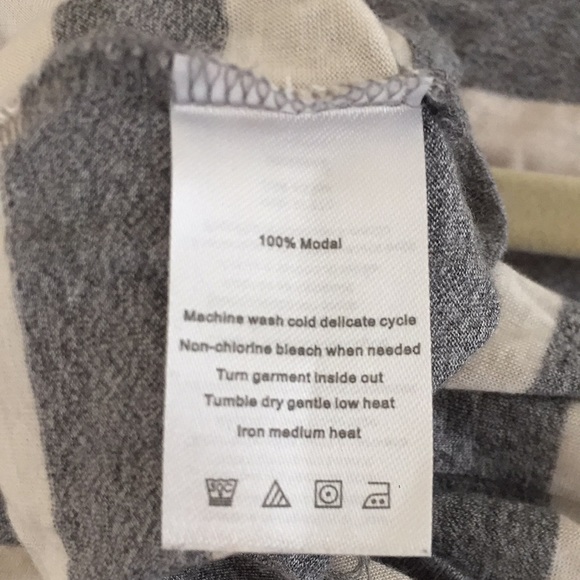 100% Modal
Machine wash cold delicate cycle
Non-chlorine bleach when needed
Turn garment inside out
Tumble dry gentle low heat
Iron medium heat